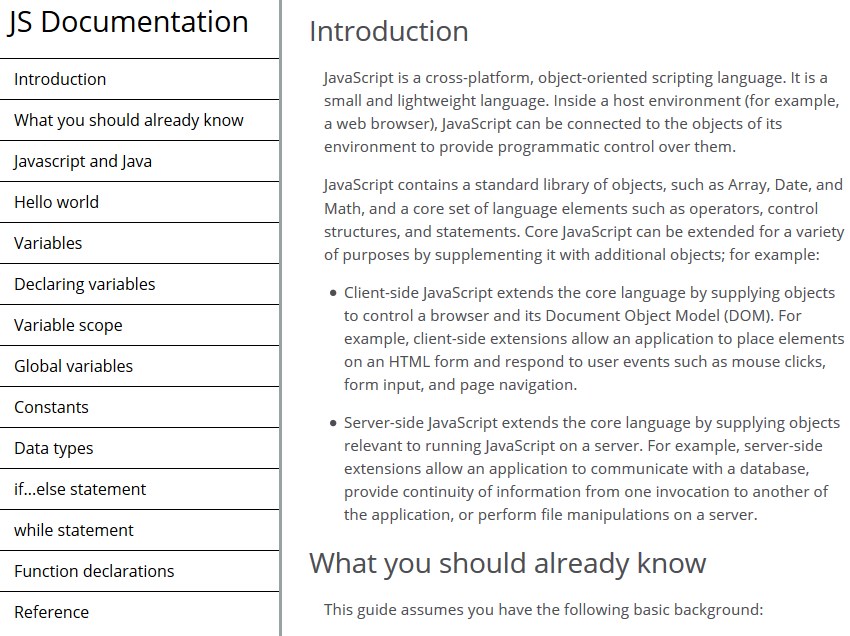 JS Documentation
Introduction
What you should already know
Javascript and Java
Hello world
Variables
Declaring variables
Variable scope
Global variables
Constants
Data types
if...else statement
while statement
Function declarations
Reference
Introduction
JavaScript is a cross-platform, object-oriented scripting language. It is a
small and lightweight language. Inside a host environment (for example,
a web browser), JavaScript can be connected to the objects of its
environment to provide programmatic control over them.
JavaScript contains a standard library of objects, such as Array, Date, and
Math, and a core set of language elements such as operators, control
structures, and statements. Core JavaScript can be extended for a variety
of purposes by supplementing it with additional objects; for example:
• Client-side JavaScript extends the core language by supplying objects
to control a browser and its Document Object Model (DOM). For
example, client-side extensions allow an application to place elements
on an HTML form and respond to user events such as mouse clicks,
form input, and page navigation.
• Server-side JavaScript extends the core language by supplying objects
relevant to running JavaScript on a server. For example, server-side
extensions allow an application to communicate with a database,
provide continuity of information from one invocation to another of
the application, or perform file manipulations on a server.
What you should already know
This guide assumes you have the following basic background: